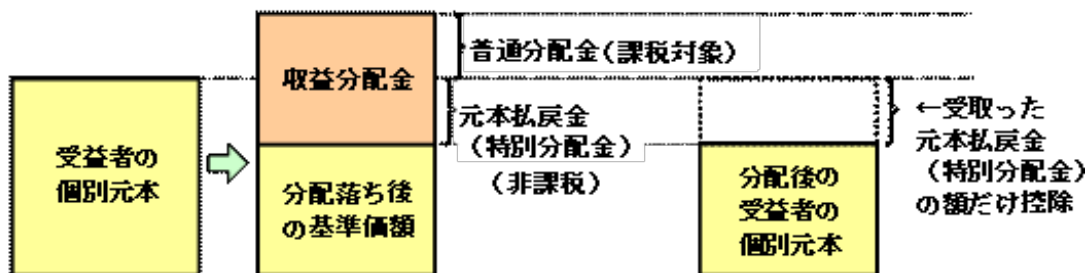 受益者の
個別元本
収益分配金
分配落ち後
の基準価額
普通分配金(課税対象)
元本払戻金
(特別分配金)
(非課税)
分配後の
受益者の
個別元本
←受取った
元本払戻金
(特別分配金)
の額だけ控除